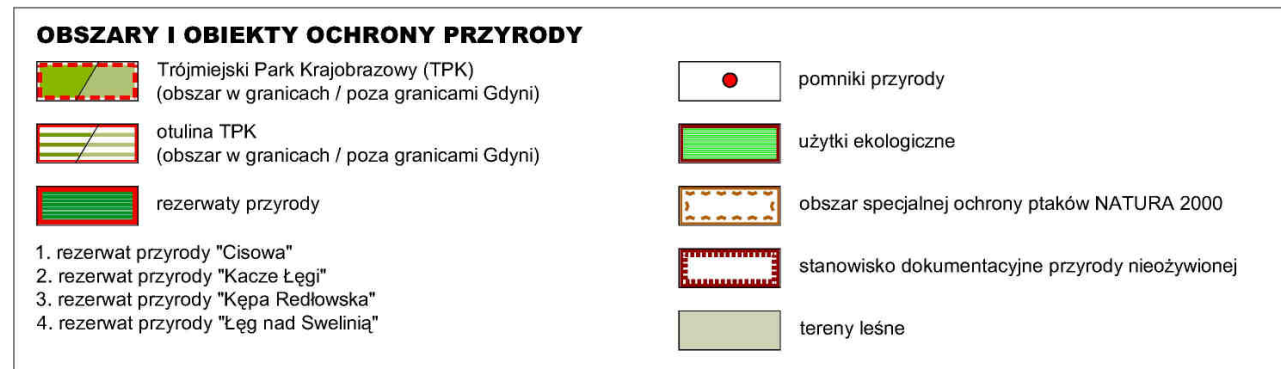 OBSZARY I OBIEKTY OCHRONY PRZYRODY
Trójmiejski Park Krajobrazowy (TPK)
(obszar w granicach / poza granicami Gdyni)
otulina TPK
(obszar w granicach / poza granicami Gdyni)
rezerwaty przyrody
1. rezerwat przyrody "Cisowa"
2. rezerwat przyrody "Kacze Łęgi"
3. rezerwat przyrody "Kępa Redłowska"
4. rezerwat przyrody "Łęg nad Swelinią"
pomniki przyrody
użytki ekologiczne
obszar specjalnej ochrony ptaków NATURA 2000
stanowisko dokumentacyjne przyrody nieożywionej
tereny leśne